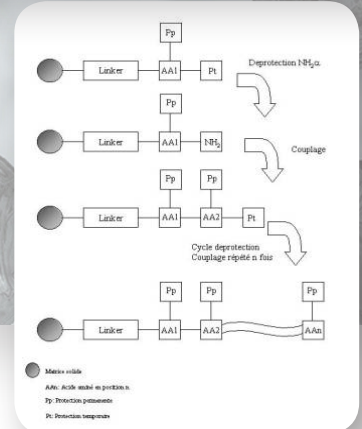 Pp
Deprotection NH₂α.
Linker AA1 Pt
Pp
Couplage
Linker AA1 NH₂
Pp Pp
Linker AA1 AA2 Pt
Cycle deprotection
Couplage répété n fois
Pp Pp Pp
Linker AA1 AA2 AAn
Matrice solide
AAn: Acide aminé en position n
Pp: Protection permanente
Pt: Protection temporaire